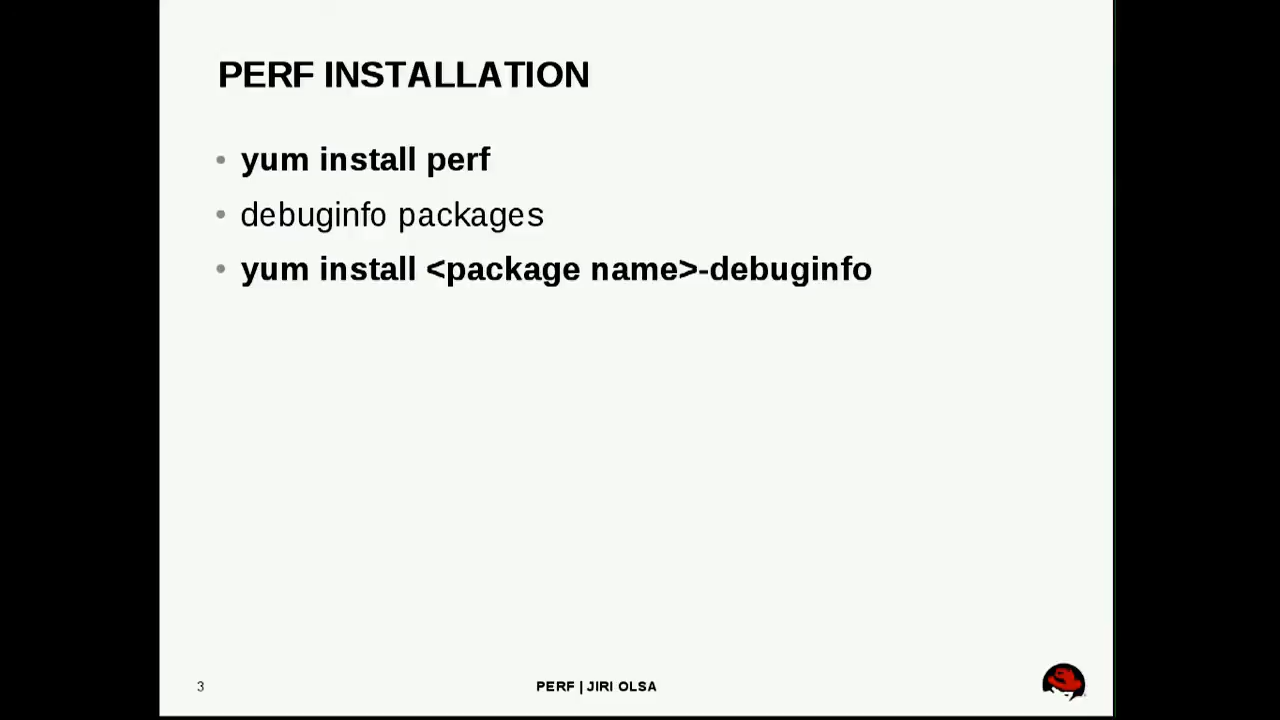 PERF INSTALLATION
• yum install perf
• debuginfo packages
• yum install <package name>-debuginfo
3
PERF | JIRI OLSA